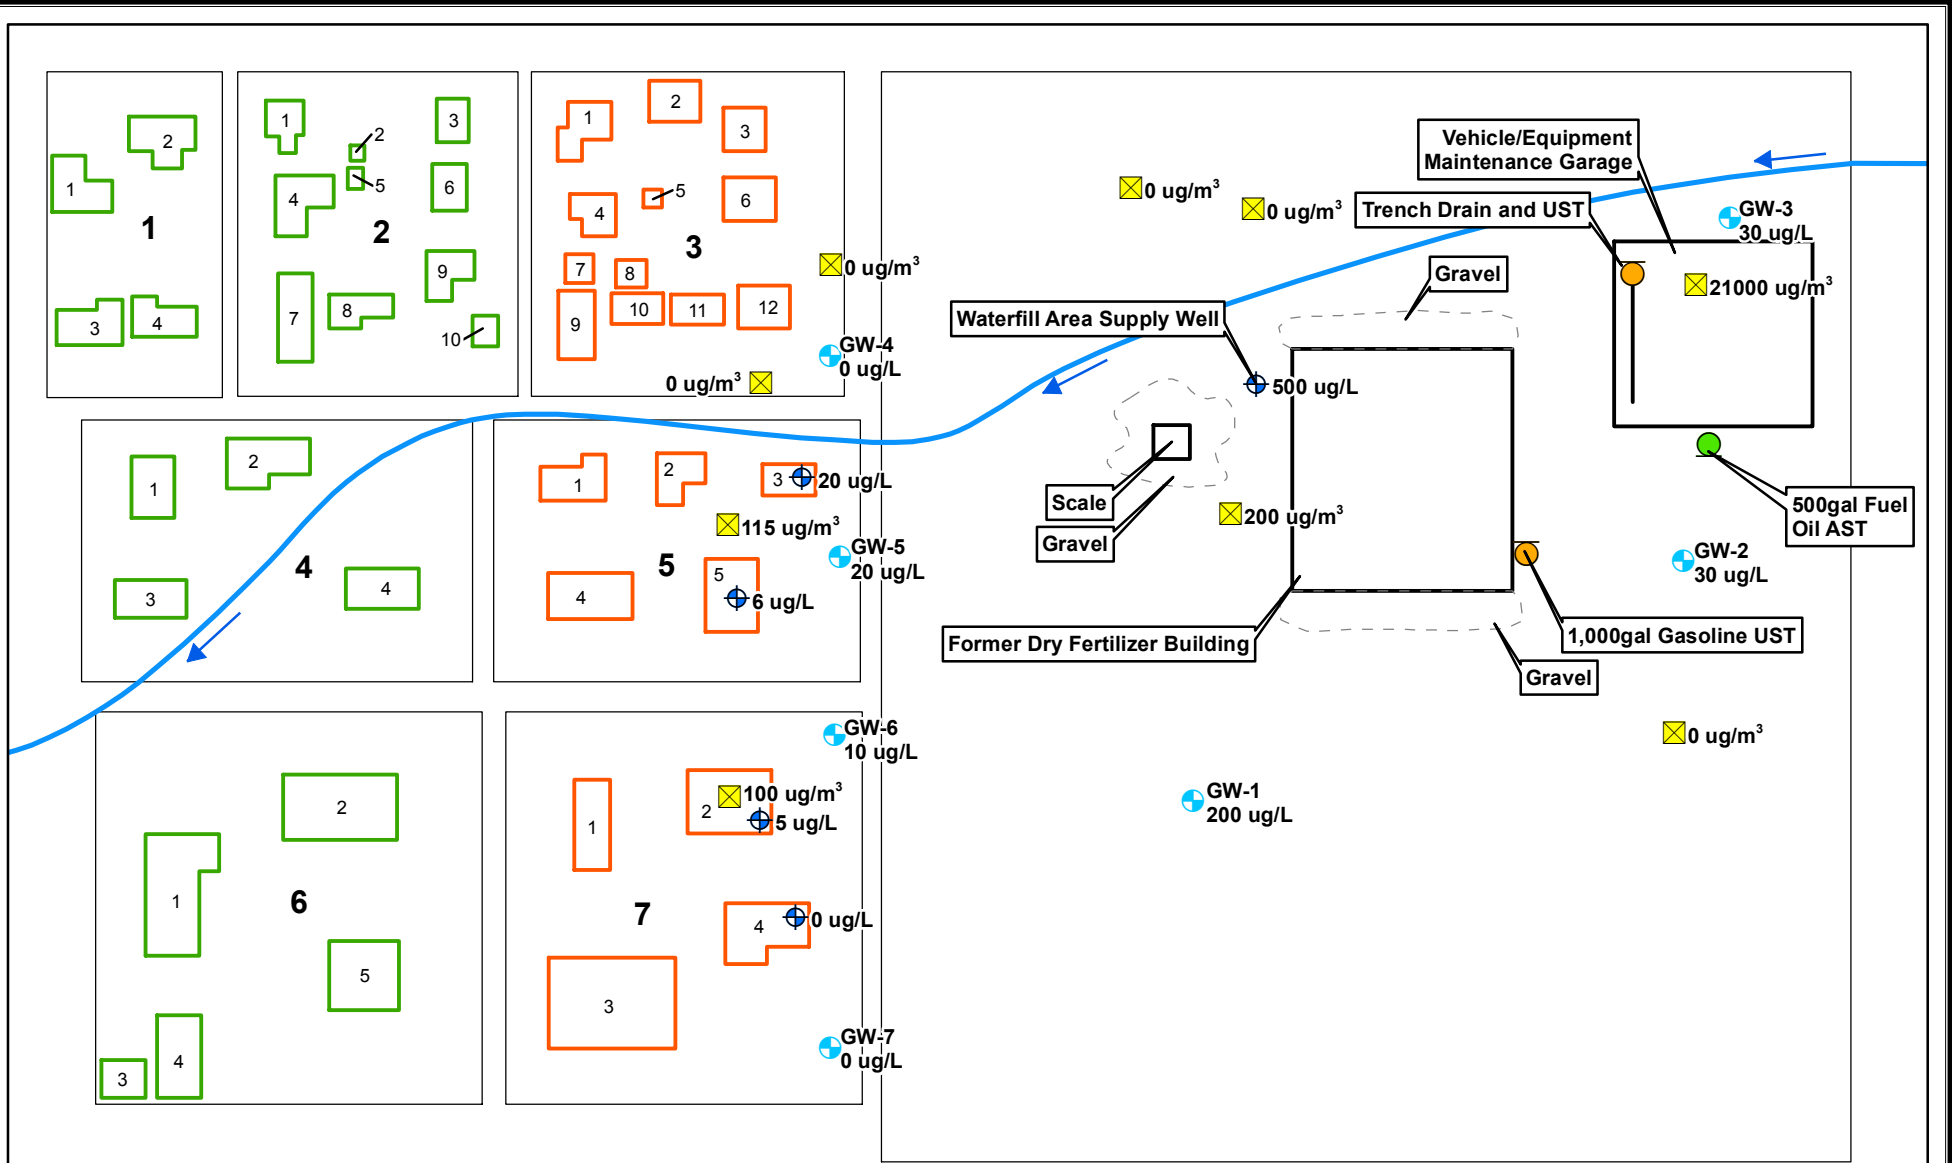 1
2
1
3
4
1
2
3
4
5
6
2
7
8
9
10
1
2
3
4
5
6
3
7
8
9
10
11
12
0 ug/m³
GW-4
0 ug/L
0 ug/m³
1
2
3
4
4
1
2
3
20 ug/L
115 ug/m³
GW-5
20 ug/L
5
4
5
6 ug/L
2
1
6
5
4
3
GW-6
10 ug/L
1
2
100 ug/m³
5 ug/L
7
4
0 ug/L
3
GW-7
0 ug/L
Vehicle/Equipment
Maintenance Garage
0 ug/m³
0 ug/m³
Trench Drain and UST
GW-3
30 ug/L
Gravel
21000 ug/m³
Waterfill Area Supply Well
500 ug/L
Scale
Gravel
200 ug/m³
500gal Fuel
Oil AST
GW-2
30 ug/L
Former Dry Fertilizer Building
1,000gal Gasoline UST
Gravel
0 ug/m³
GW-1
200 ug/L